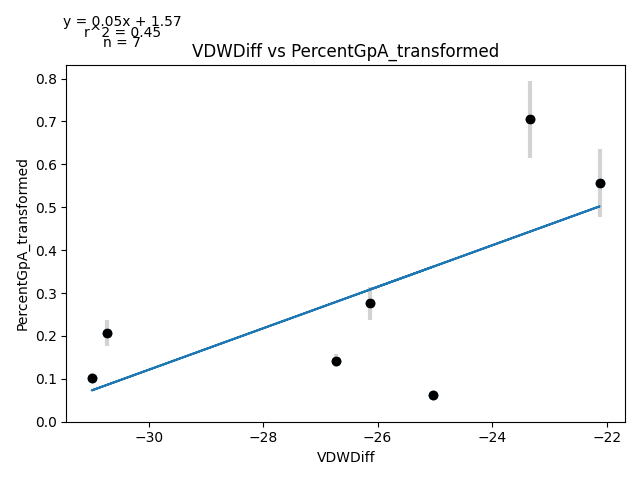 y = 0.05x + 1.57
r^2 = 0.45
n = 7
VDWDiff vs PercentGpA_transformed
0.8
0.7
0.6
0.5
0.4
0.3
0.2
0.1
0.0
PercentGpA_transformed
−30 −28 −26 −24 −22
VDWDiff